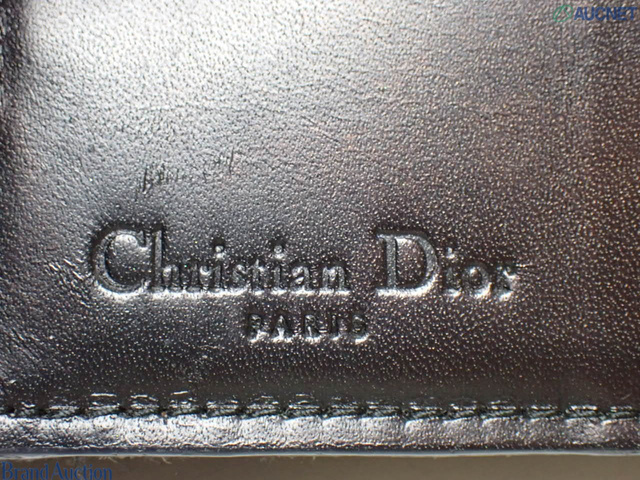 AUCNET
Christian Dior
PARIS
Brand Auction